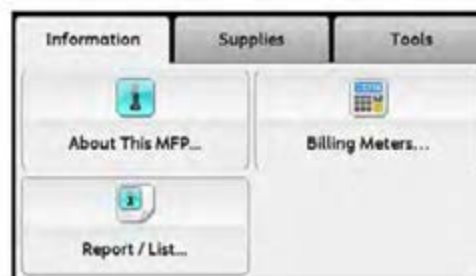 Information Supplies Tools
About This MFP... Billing Meters...
Report / List...